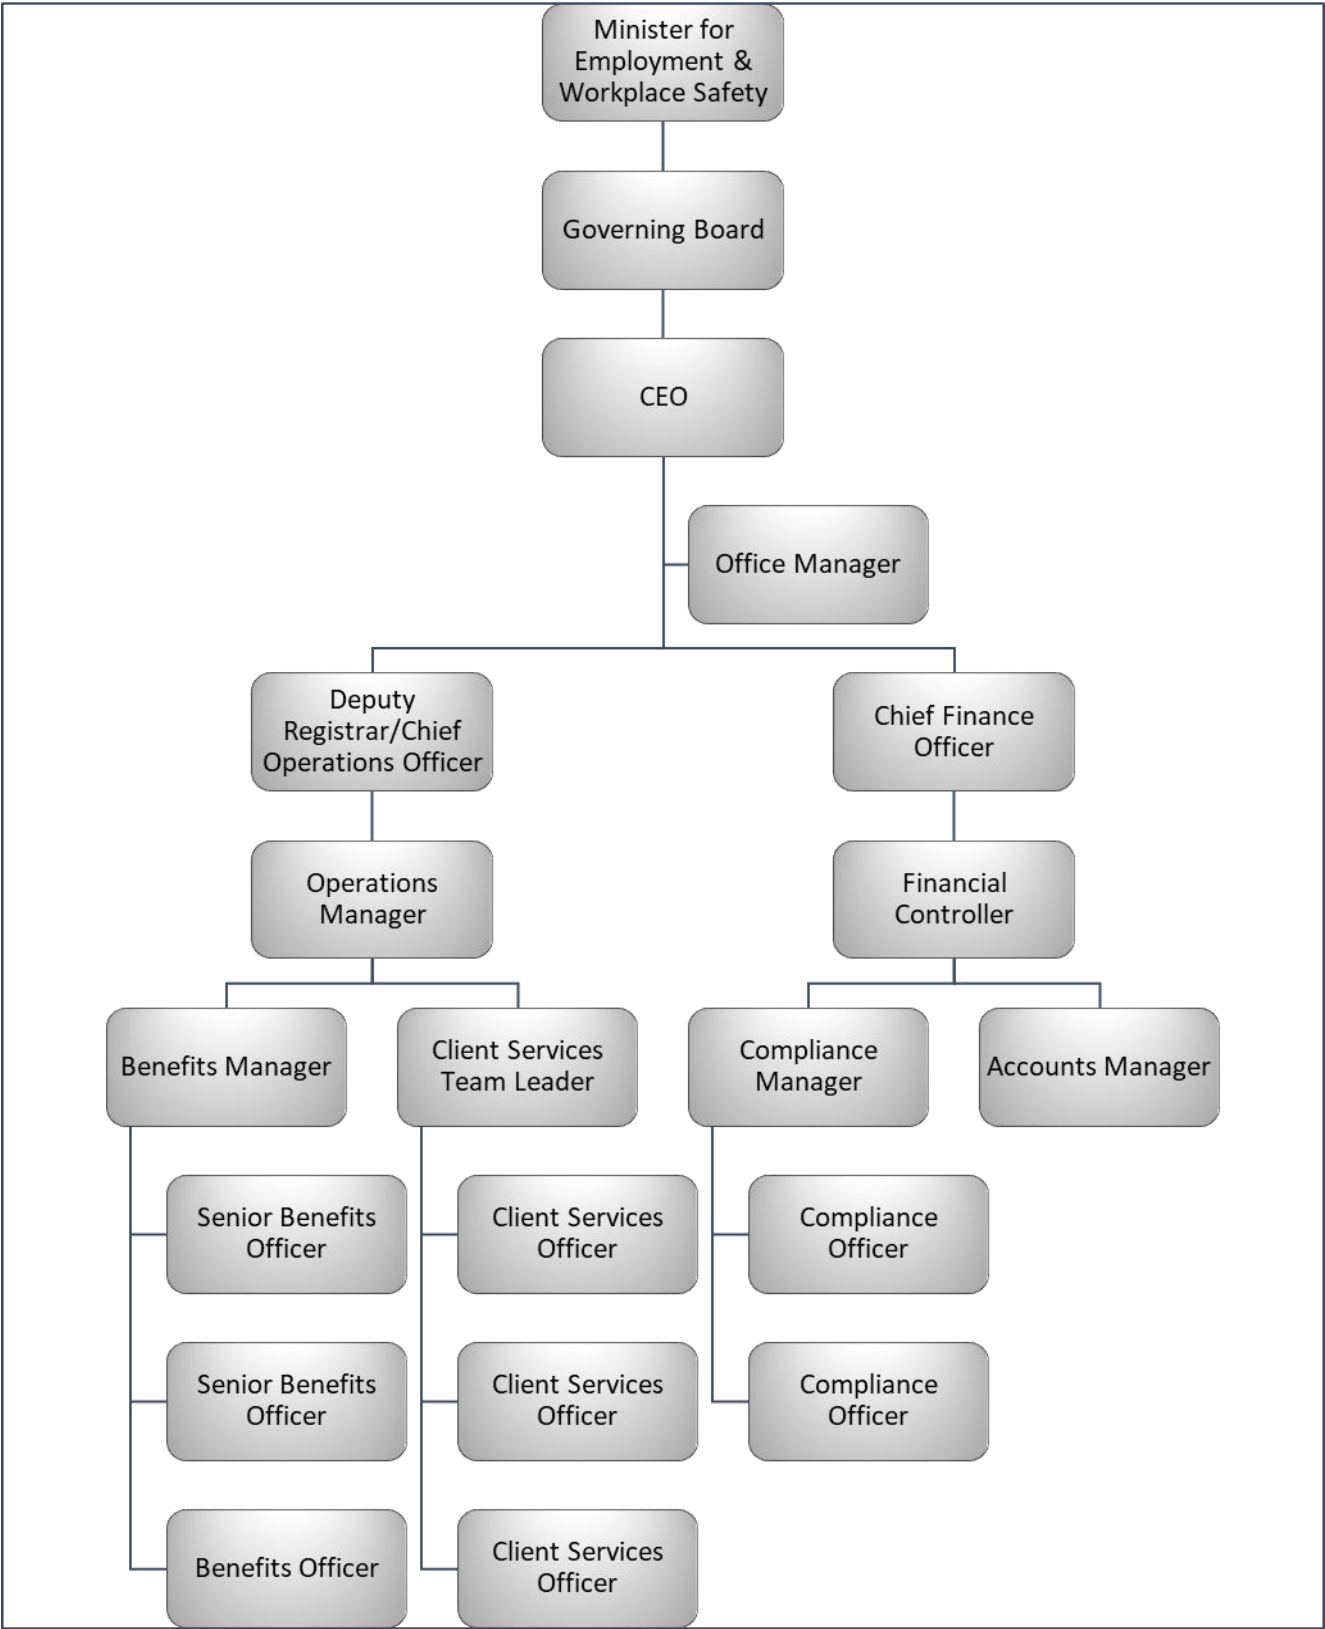 Minister for
Employment &
Workplace Safety
Governing Board
CEO
Office Manager
Deputy
Registrar/Chief
Operations Officer
Chief Finance
Officer
Operations
Manager
Financial
Controller
Benefits Manager
Client Services
Team Leader
Compliance
Manager
Accounts Manager
Senior Benefits
Officer
Client Services
Officer
Compliance
Officer
Senior Benefits
Officer
Client Services
Officer
Compliance
Officer
Benefits Officer
Client Services
Officer